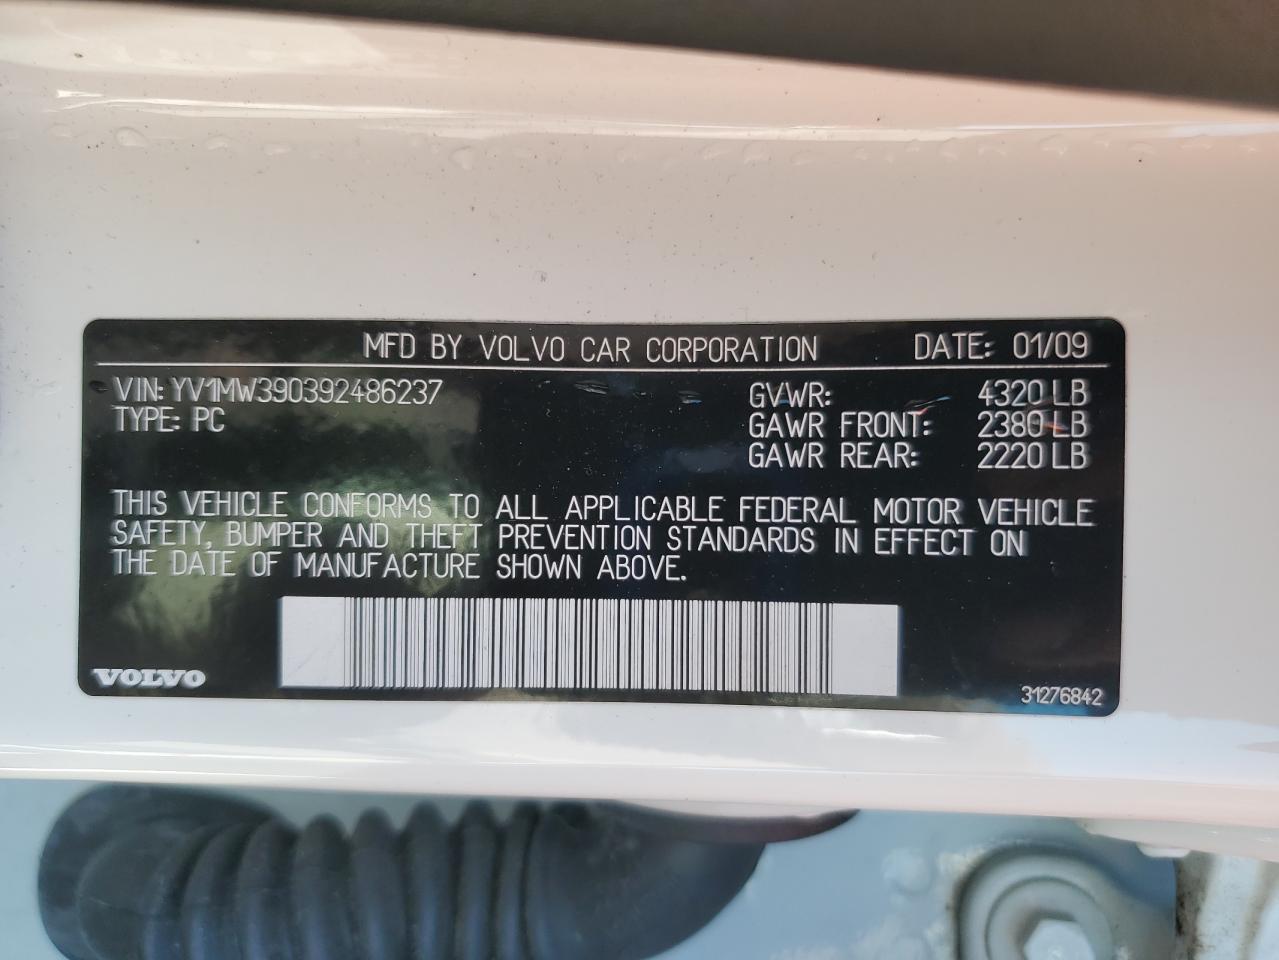 MFD BY VOLVO CAR CORPORATION DATE: 01/09
VIN: YV1MW390392486237 GVWR: 4320 LB
TYPE: PC GAWR FRONT: 2380 LB
GAWR REAR: 2220 LB
THIS VEHICLE CONFORMS TO ALL APPLICABLE FEDERAL MOTOR VEHICLE
SAFETY, BUMPER AND THEFT PREVENTION STANDARDS IN EFFECT ON
THE DATE OF MANUFACTURE SHOWN ABOVE.
VOLVO
31276842